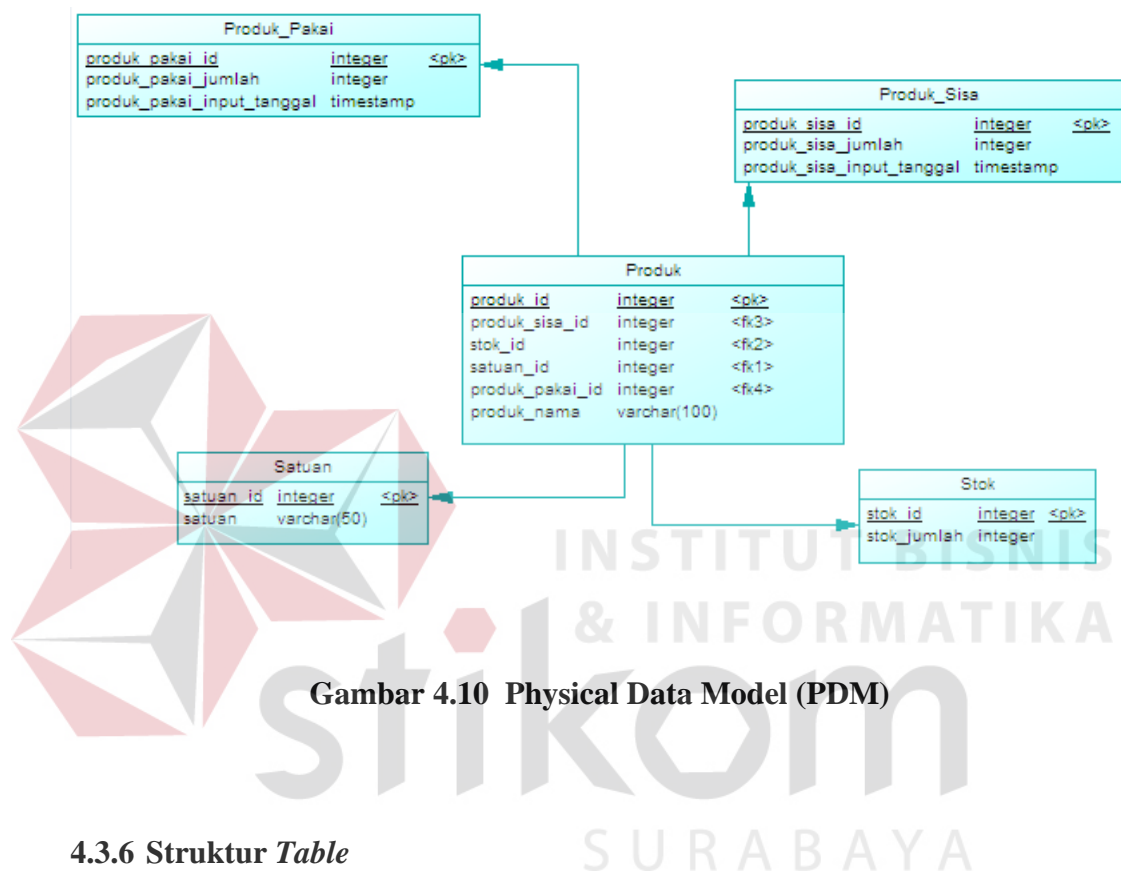 Produk_Pakai
produk_pakai_id integer <pk>
produk_pakai_jumlah integer
produk_pakai_input_tanggal timestamp
Produk_Sisa
produk_sisa_id integer <pk>
produk_sisa_jumlah integer
produk_sisa_input_tanggal timestamp
Produk
produk_id integer <pk>
produk_sisa_id integer <fk3>
stok_id integer <fk2>
satuan_id integer <fk1>
produk_pakai_id integer <fk4>
produk_nama varchar(100)
Satuan
satuan_id integer <pk>
satuan varchar(50)
Stok
stok_id integer <pk>
stok_jumlah integer
INSTITUT BISNIS
& INFORMATIKA
stikom
SURABAYA
Gambar 4.10 Physical Data Model (PDM)
4.3.6 Struktur Table